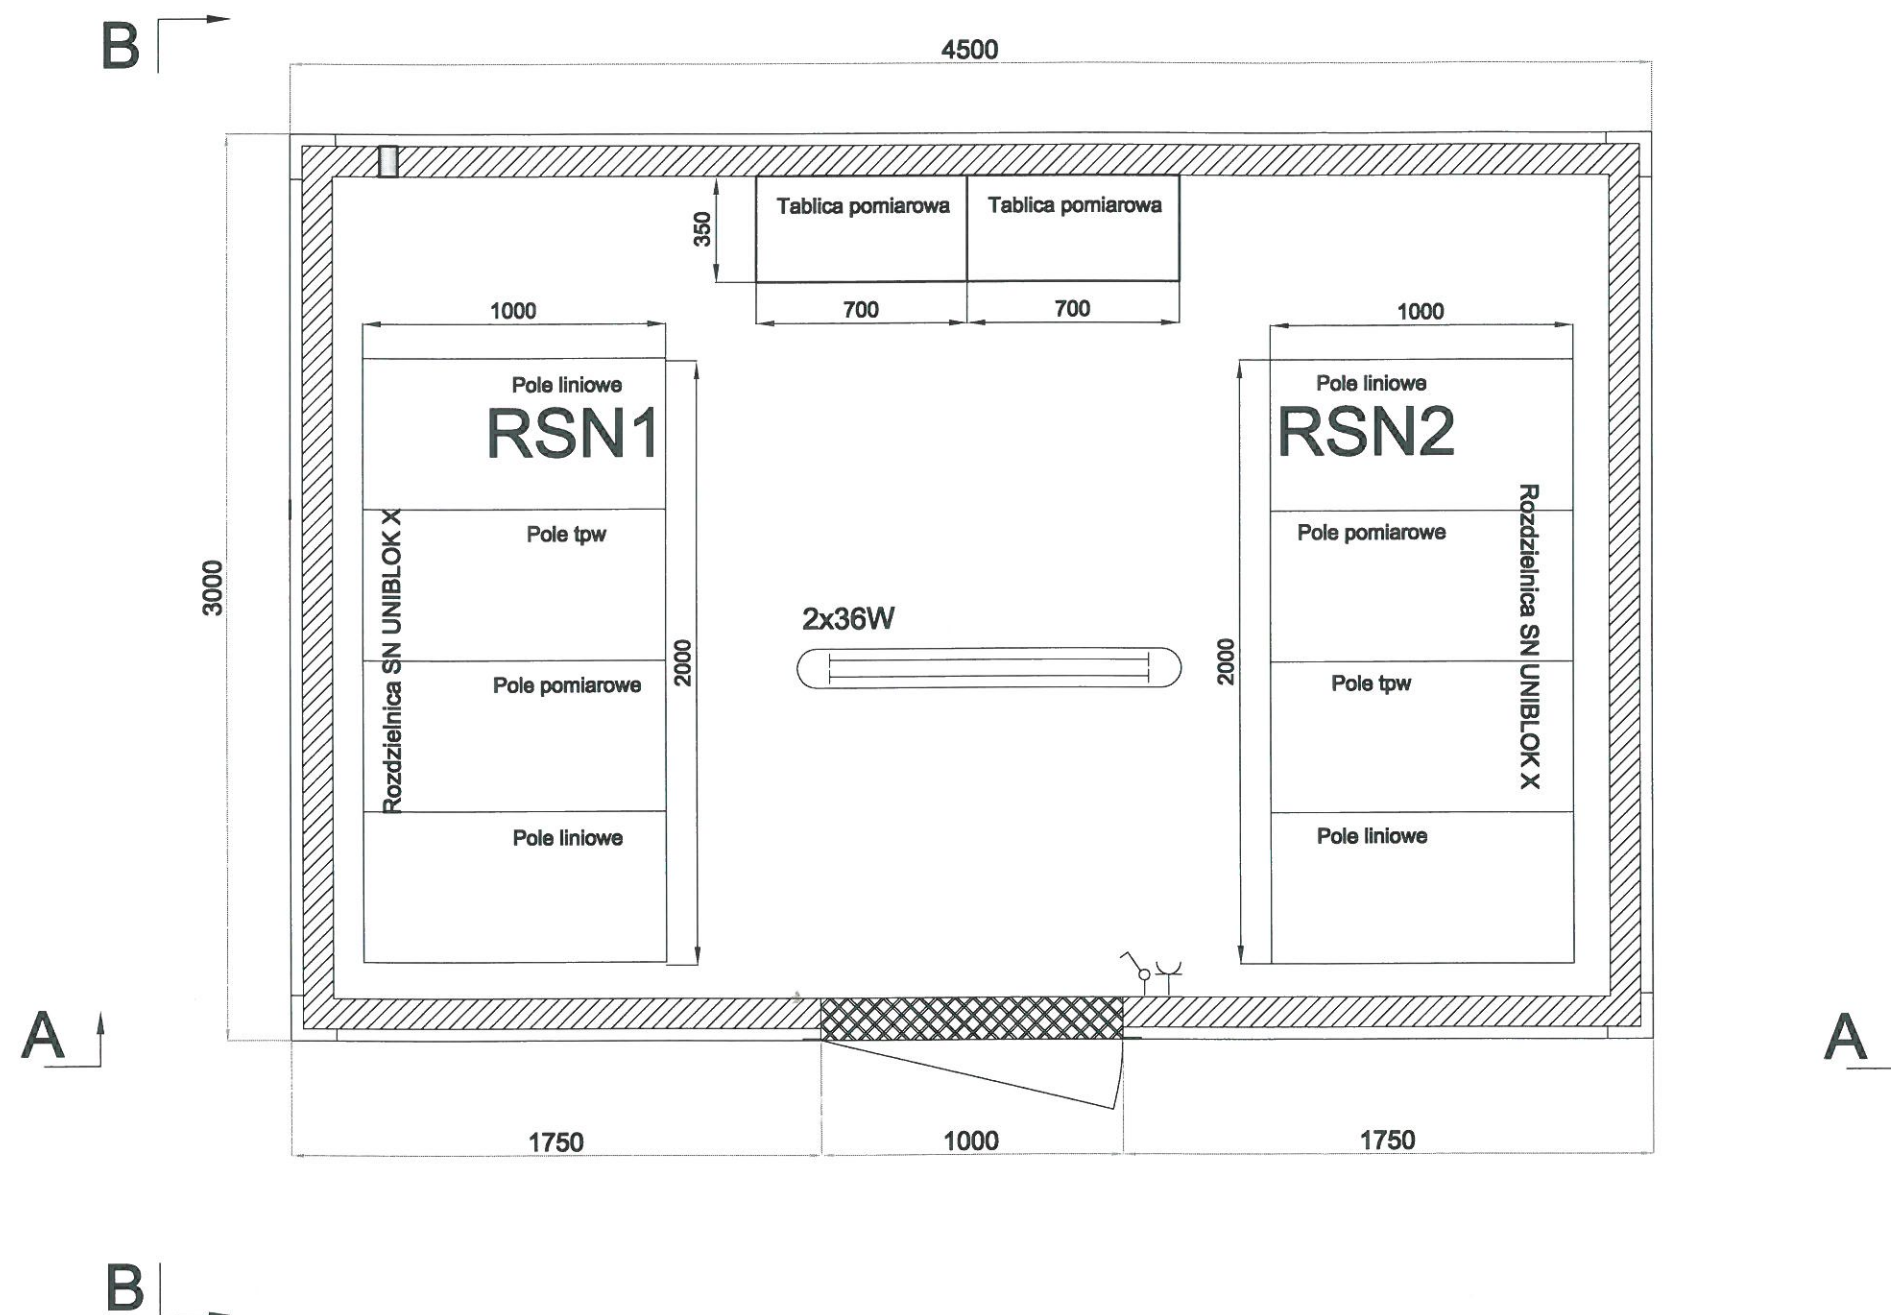 B
4500
Tablica pomiarowa
Tablica pomiarowa
350
700
700
1000
1000
Pole liniowe
RSN1
Pole liniowe
RSN2
Pole tpw
Pole pomiarowe
Rozdzielnica SN UNIBLOK X
Rozdzielnica SN UNIBLOK X
3000
2x36W
2000
2000
Pole pomiarowe
Pole tpw
Pole liniowe
Pole liniowe
A
A
1750
1000
1750
B